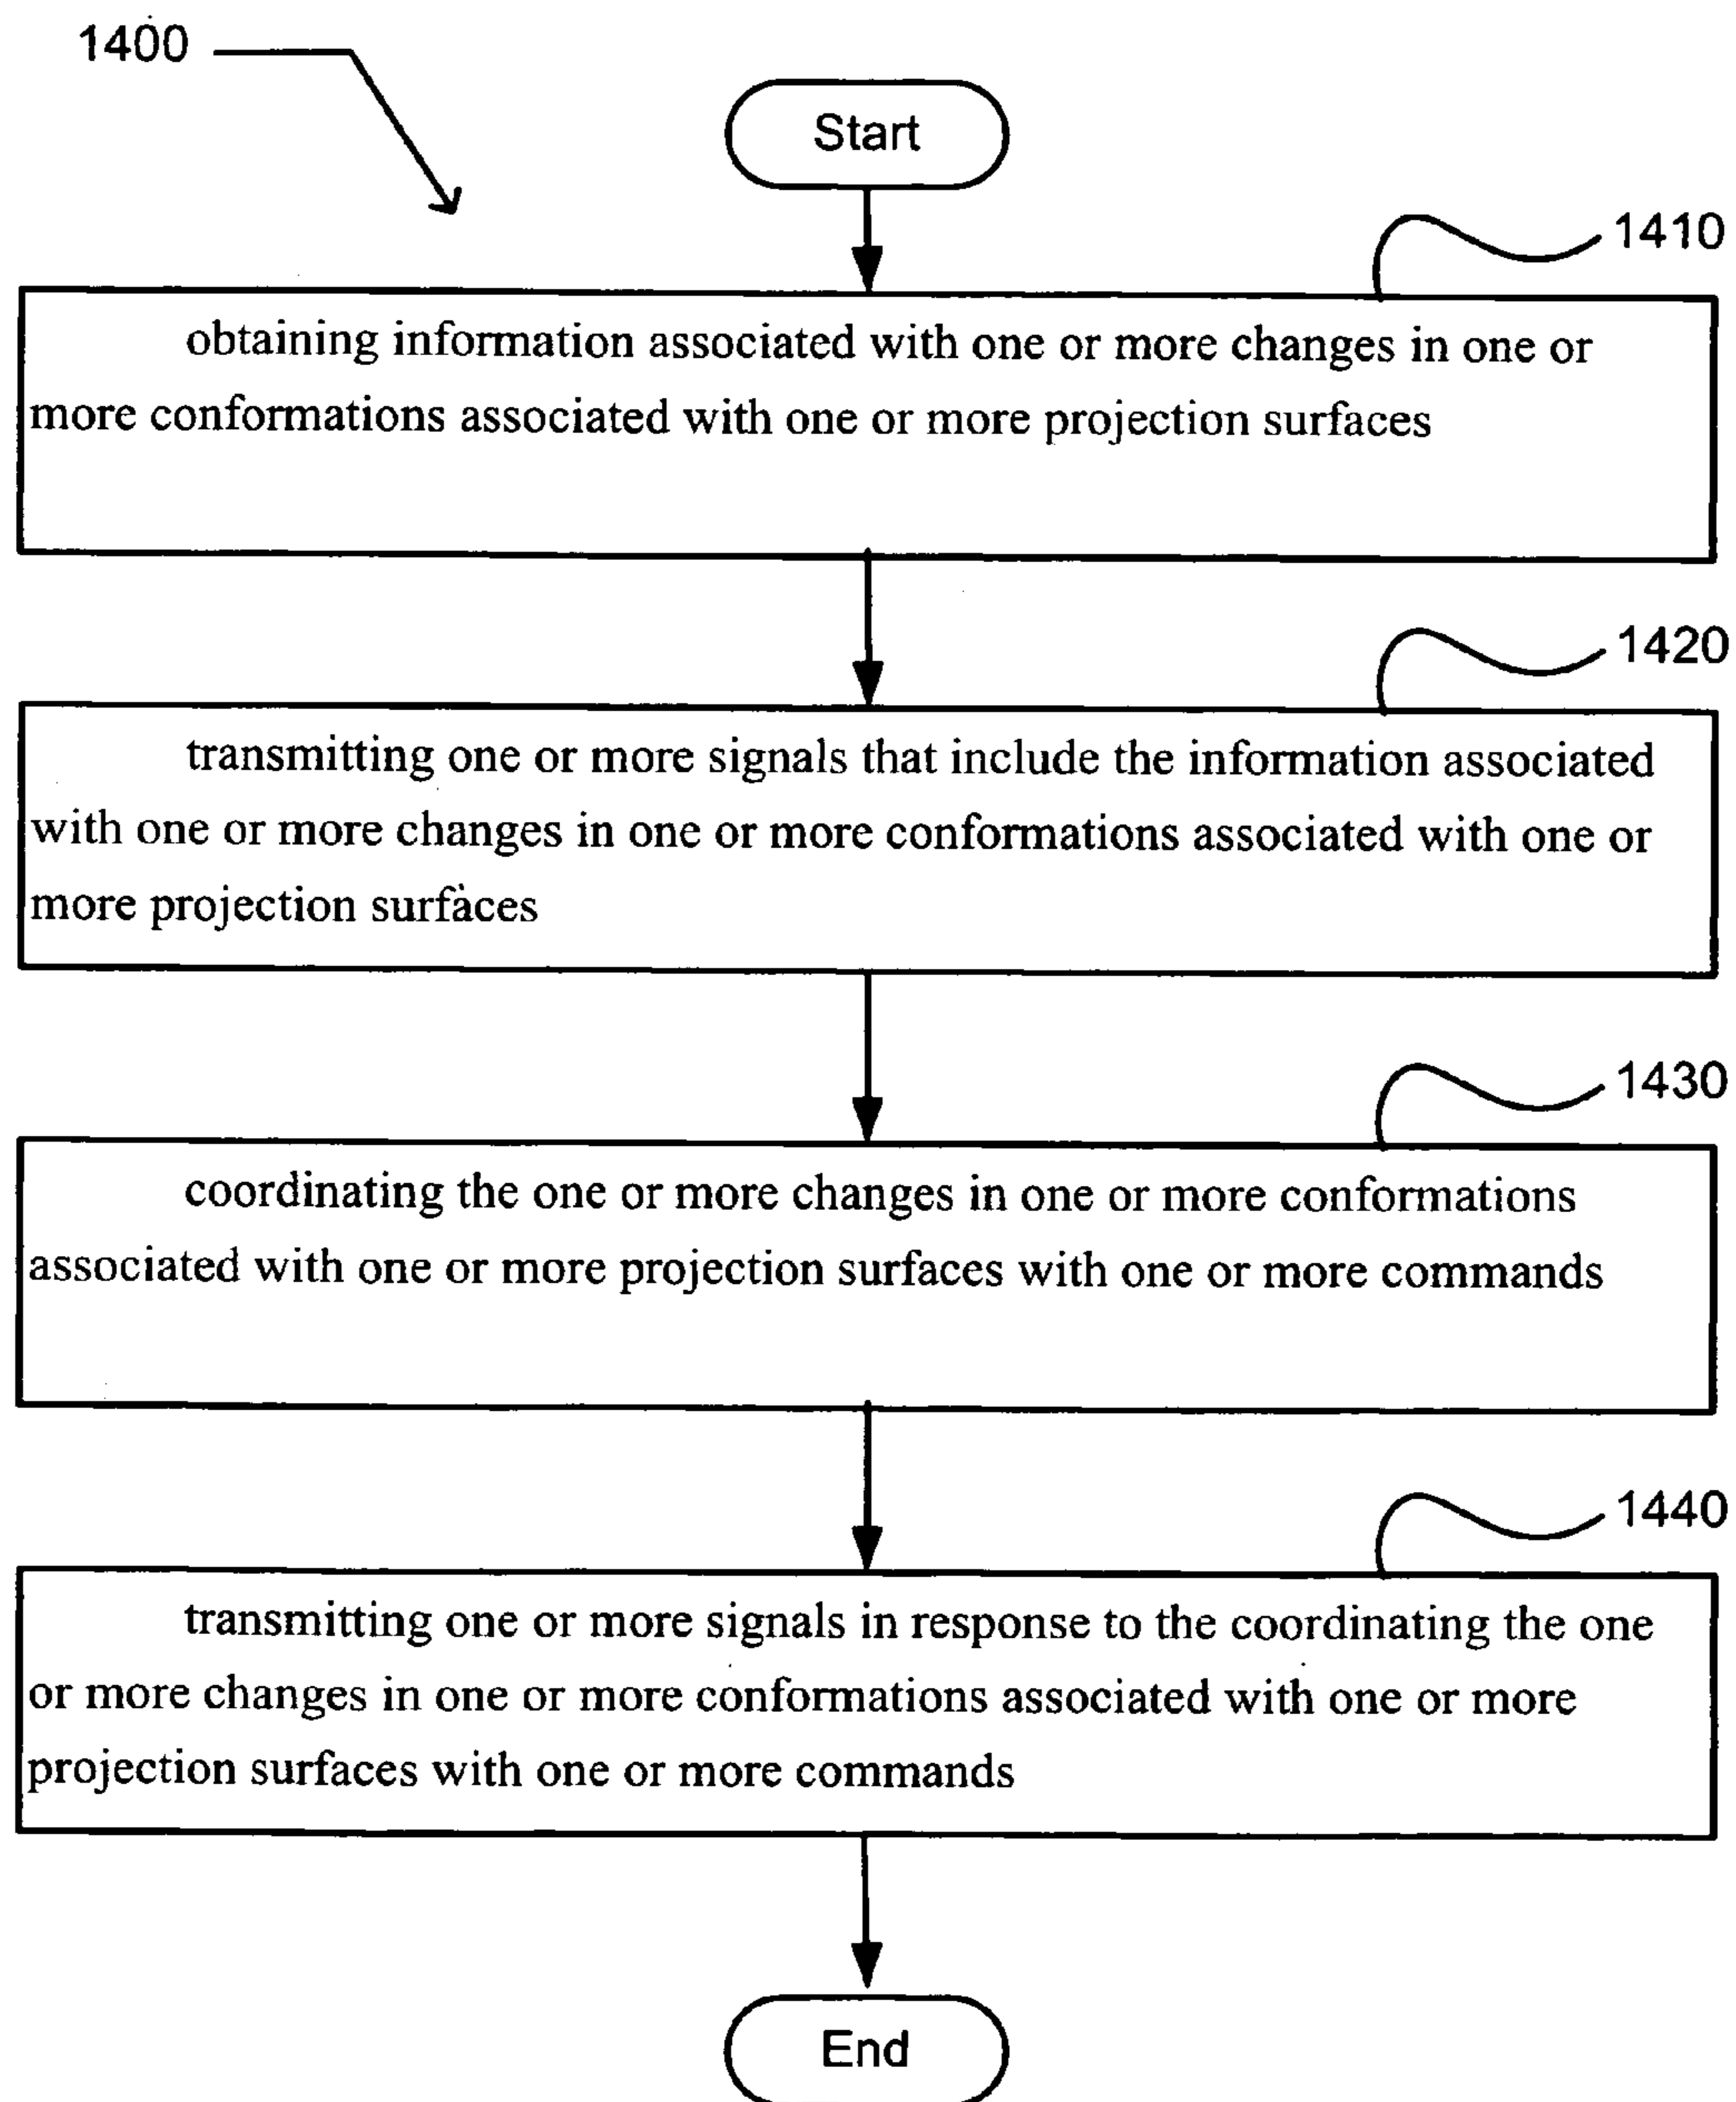 1400
Start
1410
obtaining information associated with one or more changes in one or
more conformations associated with one or more projection surfaces
1420
transmitting one or more signals that include the information associated
with one or more changes in one or more conformations associated with one or
more projection surfaces
1430
coordinating the one or more changes in one or more conformations
associated with one or more projection surfaces with one or more commands
1440
transmitting one or more signals in response to the coordinating the one
or more changes in one or more conformations associated with one or more
projection surfaces with one or more commands
End